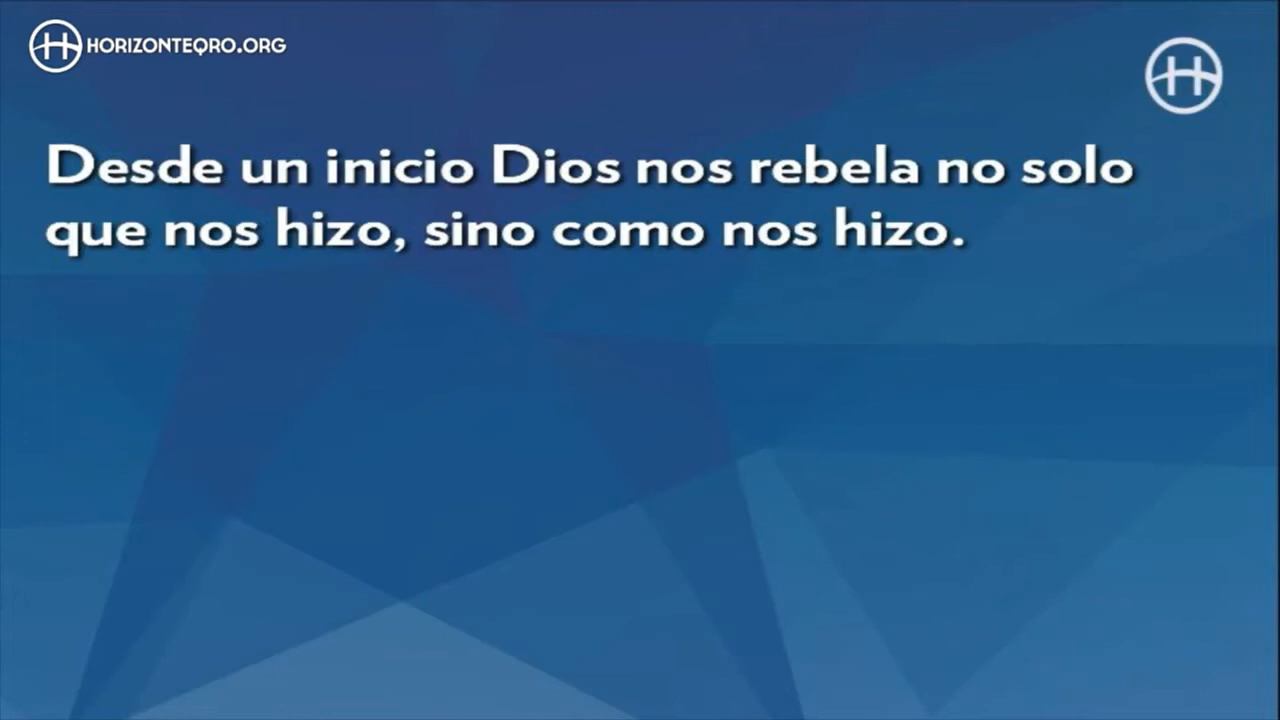 HORIZONTEQRO.ORG
Desde un inicio Dios nos rebela no solo
que nos hizo, sino como nos hizo.